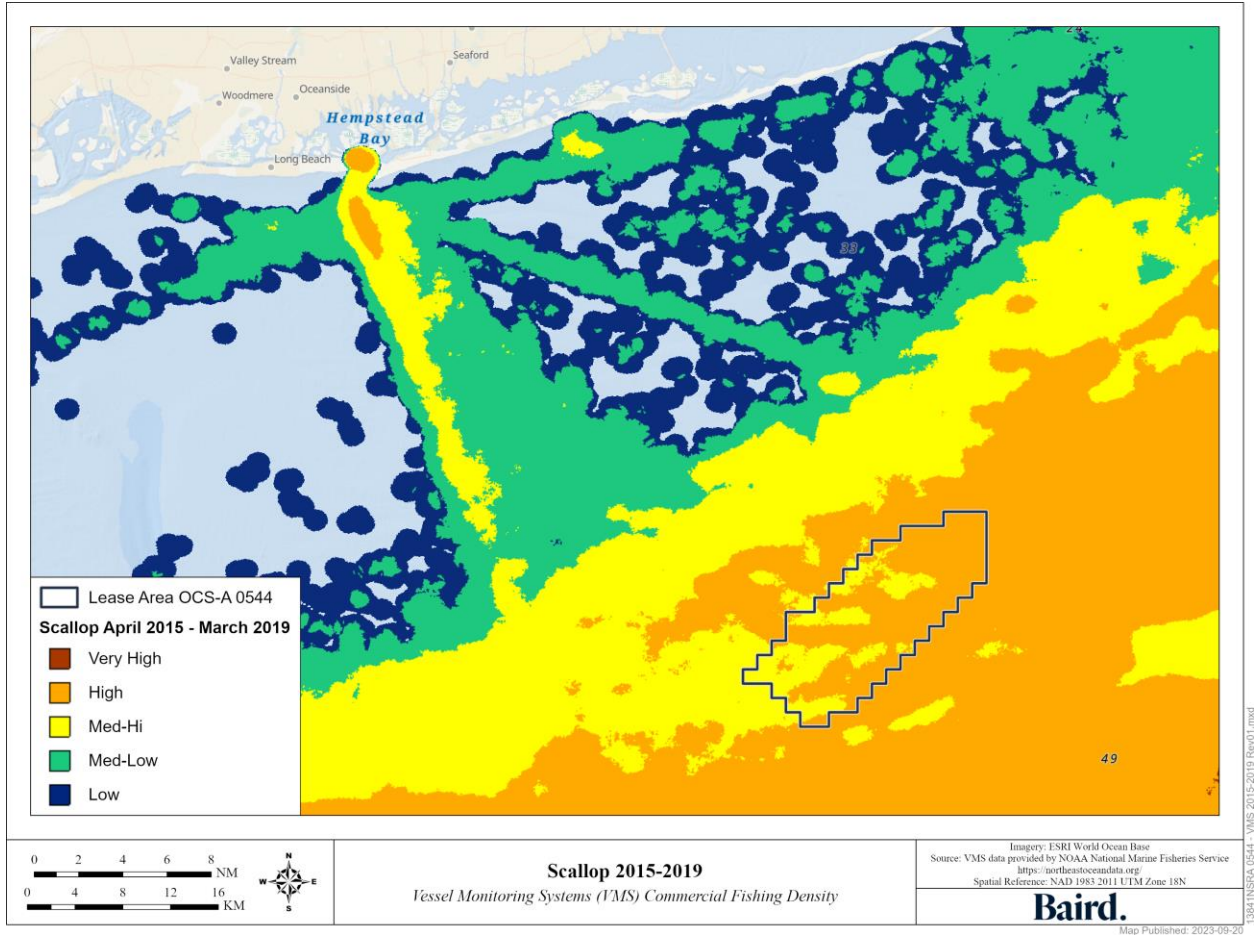 24
Valley Stream
Seaford
Woodmere
Oceanside
Hempstead
Bay
Long Beach
33
49
Lease Area OCS-A 0544
Scallop April 2015 - March 2019
Very High
High
Med-Hi
Med-Low
Low
0 2 4 6 8
NM
0 4 8 12 16
KM
N
W E
S
Scallop 2015-2019
Vessel Monitoring Systems (VMS) Commercial Fishing Density
Imagery: ESRI World Ocean Base
Source: VMS data provided by NOAA National Marine Fisheries Service
https://northeastoceandata.org/
Spatial Reference: NAD 1983 2011 UTM Zone 18N
Baird.
Map Published: 2023-09-20
13841NSRA 0544 - VMS 2015-2019 Rev01.mxd